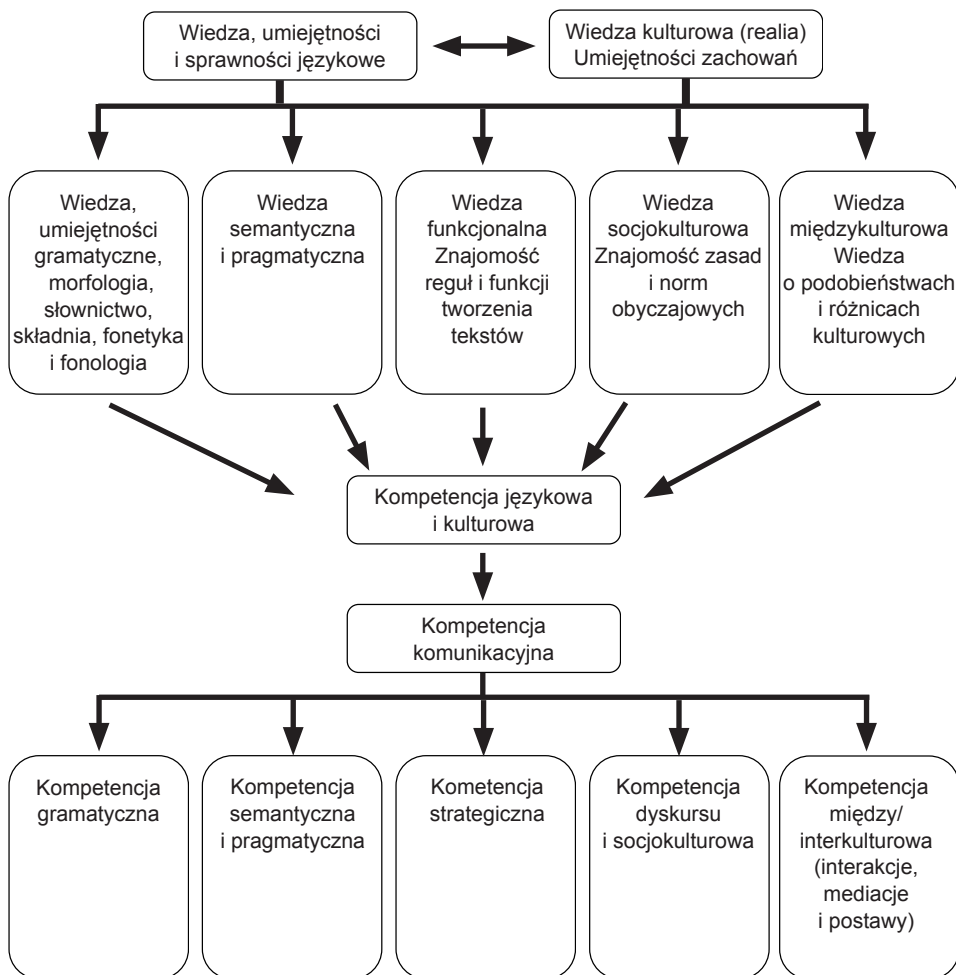 Wiedza, umiejętności
i sprawności językowe
Wiedza kulturowa (realia)
Umiejętności zachowań
Wiedza,
umiejętności
gramatyczne,
morfologia,
słownictwo,
składnia, fonetyka
i fonologia
Wiedza
semantyczna
i pragmatyczna
Wiedza
funkcjonalna
Znajomość
reguł i funkcji
tworzenia
tekstów
Wiedza
socjokulturowa
Znajomość zasad
i norm
obyczajowych
Wiedza
międzykulturowa
Wiedza
o podobieństwach
i różnicach
kulturowych
Kompetencja językowa
i kulturowa
Kompetencja
komunikacyjna
Kompetencja
gramatyczna
Kompetencja
semantyczna
i pragmatyczna
Kometencja
strategiczna
Kompetencja
dyskursu
i socjokulturowa
Kompetencja
między/
interkulturowa
(interakcje,
mediacje
i postawy)